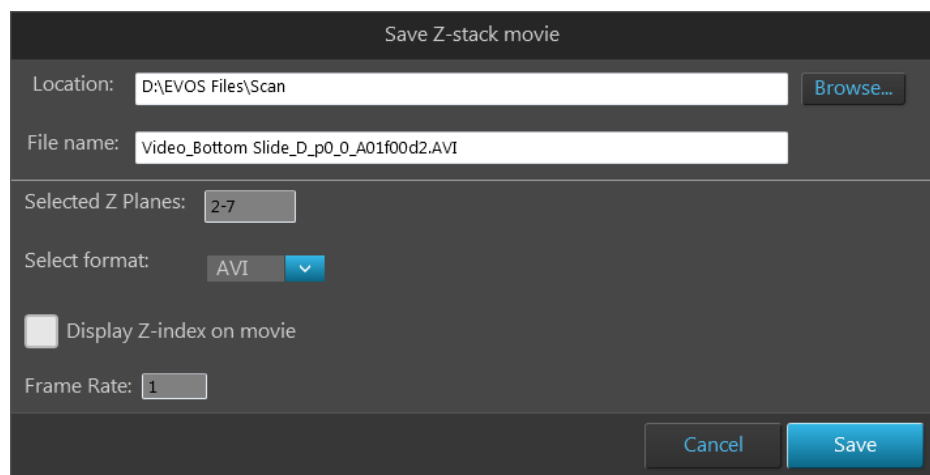 Save Z-stack movie
Location: D:\EVOS Files\Scan Browse...
File name: Video_Bottom Slide_D_p0_0_A01f00d2.AVI
Selected Z Planes: 2-7
Select format: AVI
Display Z-index on movie
Frame Rate: 1
Cancel Save